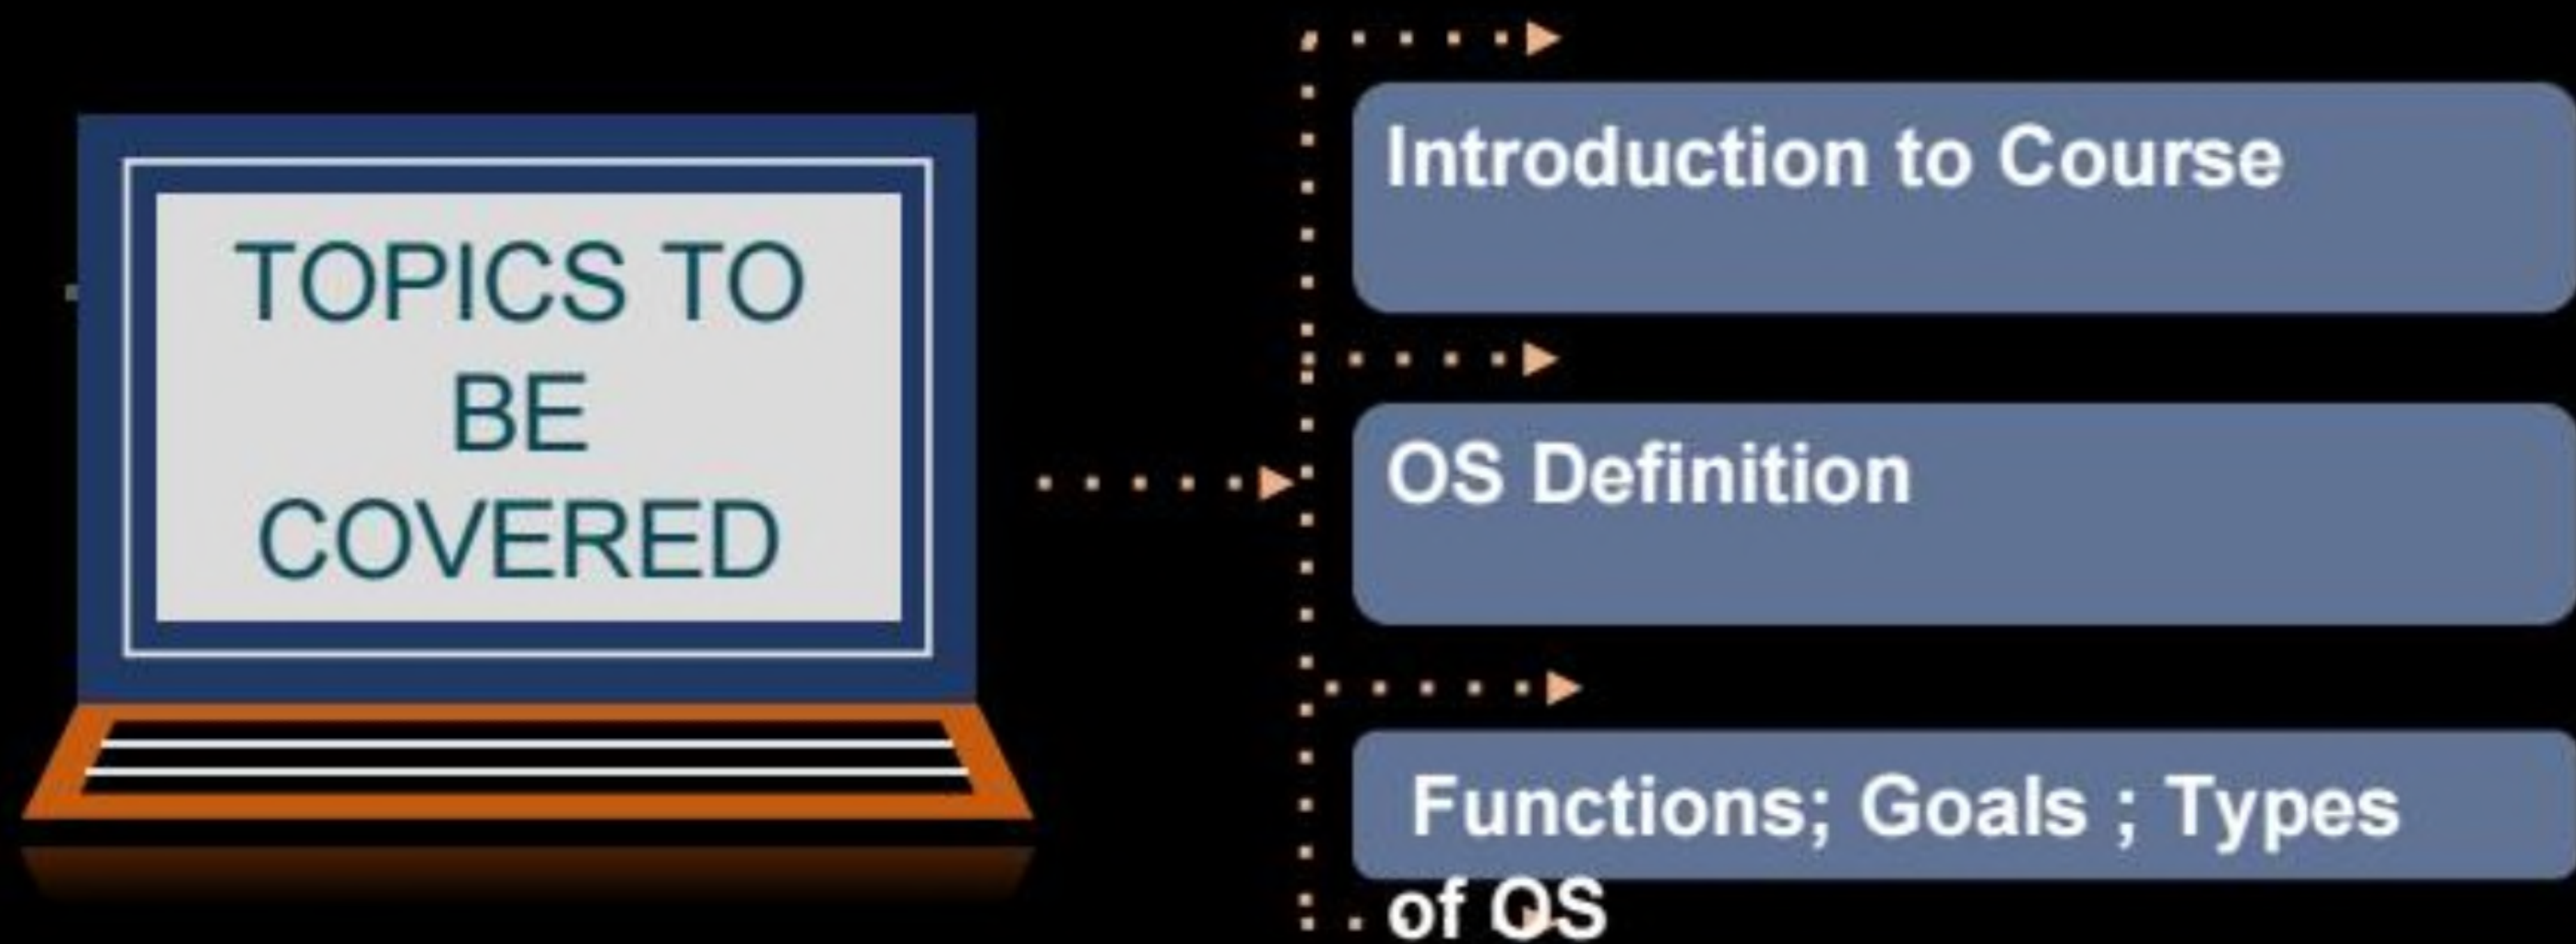 TOPICS TO
BE
COVERED
Introduction to Course
OS Definition
Functions; Goals ; Types
of OS